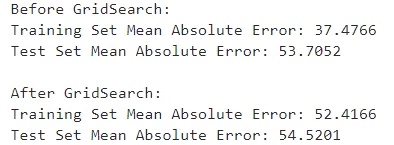 Before GridSearch:
Training Set Mean Absolute Error: 37.4766
Test Set Mean Absolute Error: 53.7052
After GridSearch:
Training Set Mean Absolute Error: 52.4166
Test Set Mean Absolute Error: 54.5201